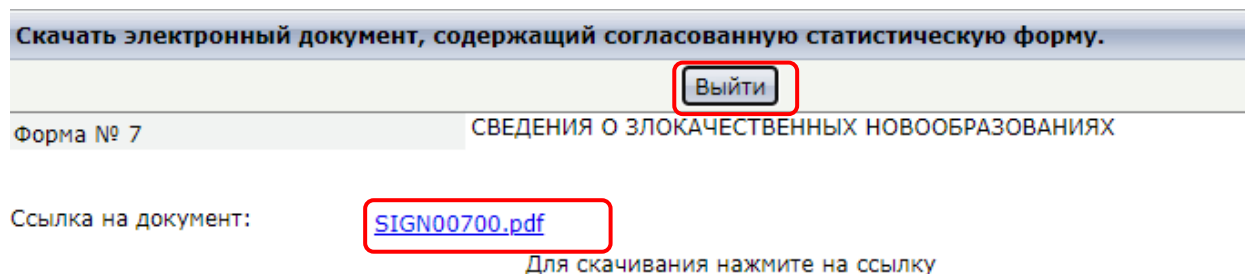 Скачать электронный документ, содержащий согласованную статистическую форму.
Выйти
Форма № 7 СВЕДЕНИЯ О ЗЛОКАЧЕСТВЕННЫХ НОВООБРАЗОВАНИЯХ
Ссылка на документ: SIGN00700.pdf
Для скачивания нажмите на ссылку